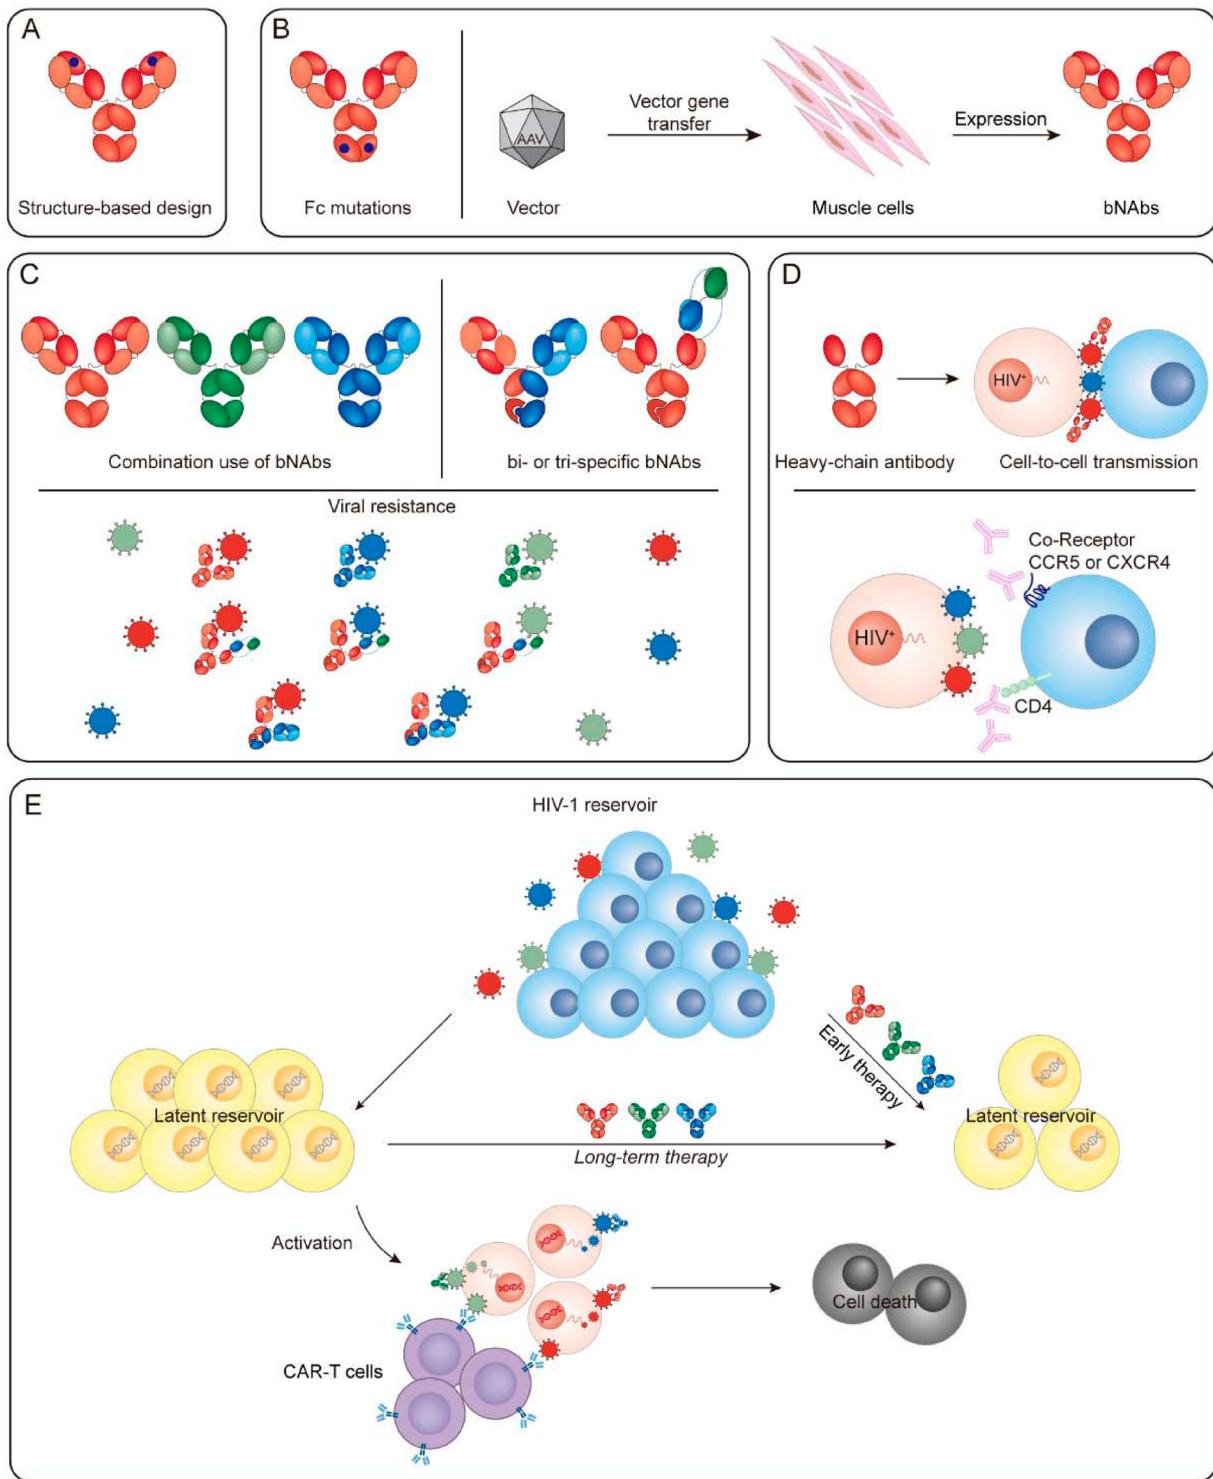 A
Structure-based design
B
Fc mutations
AAV
Vector
Vector gene
transfer
Muscle cells
Expression
bNAbs
C
Combination use of bNAbs
bi- or tri-specific bNAbs
Viral resistance
D
HIV⁺
Heavy-chain antibody
Cell-to-cell transmission
Co-Receptor
CCR5 or CXCR4
HIV⁺
CD4
E
HIV-1 reservoir
Early therapy
Latent reservoir
Latent reservoir
Long-term therapy
Activation
Cell death
CAR-T cells